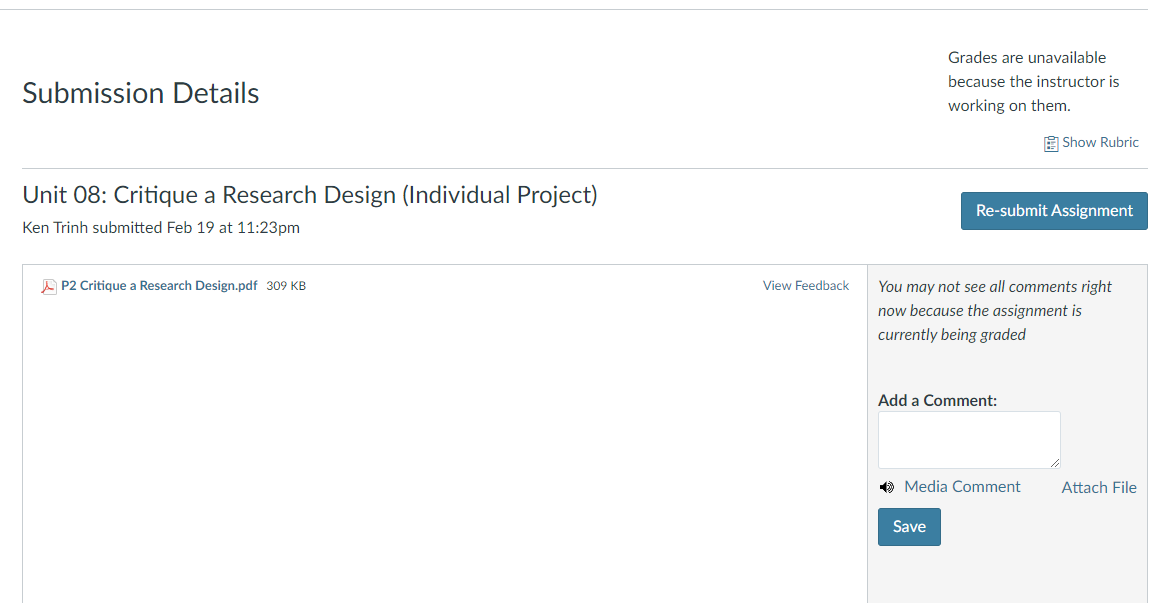 Submission Details
Grades are unavailable
because the instructor is
working on them.
Show Rubric
Unit 08: Critique a Research Design (Individual Project)
Ken Trinh submitted Feb 19 at 11:23pm
Re-submit Assignment
P2 Critique a Research Design.pdf 309 KB
View Feedback
You may not see all comments right
now because the assignment is
currently being graded
Add a Comment:
Media Comment
Attach File
Save